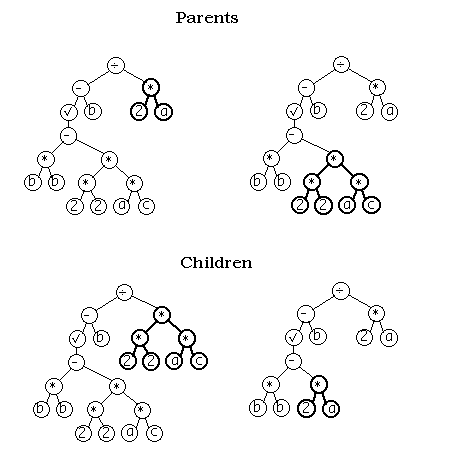 Parents
÷ ÷
- * - *
√ b 2 a √ b 2 a
- -
* * * *
b b * * b b * *
2 2 a c 2 2 a c
Children
÷ ÷
- * - *
√ b * * √ b 2 a
- 2 2 a c -
* * * *
b b * * b b 2 a
2 2 a c